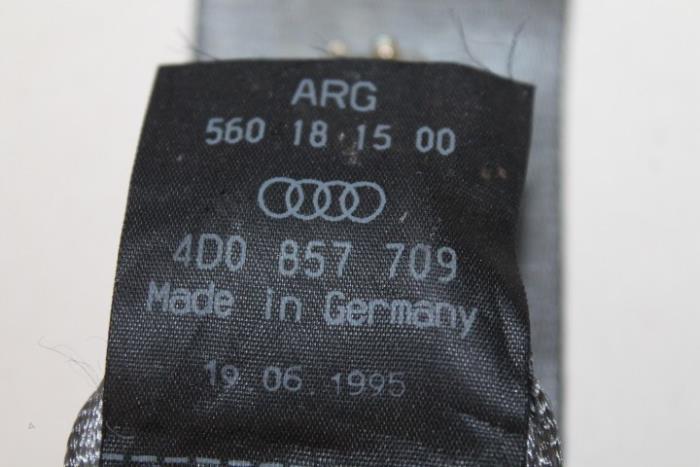 ARG
560 18 15 00
4D0 857 709
Made in Germany
19.06.1995